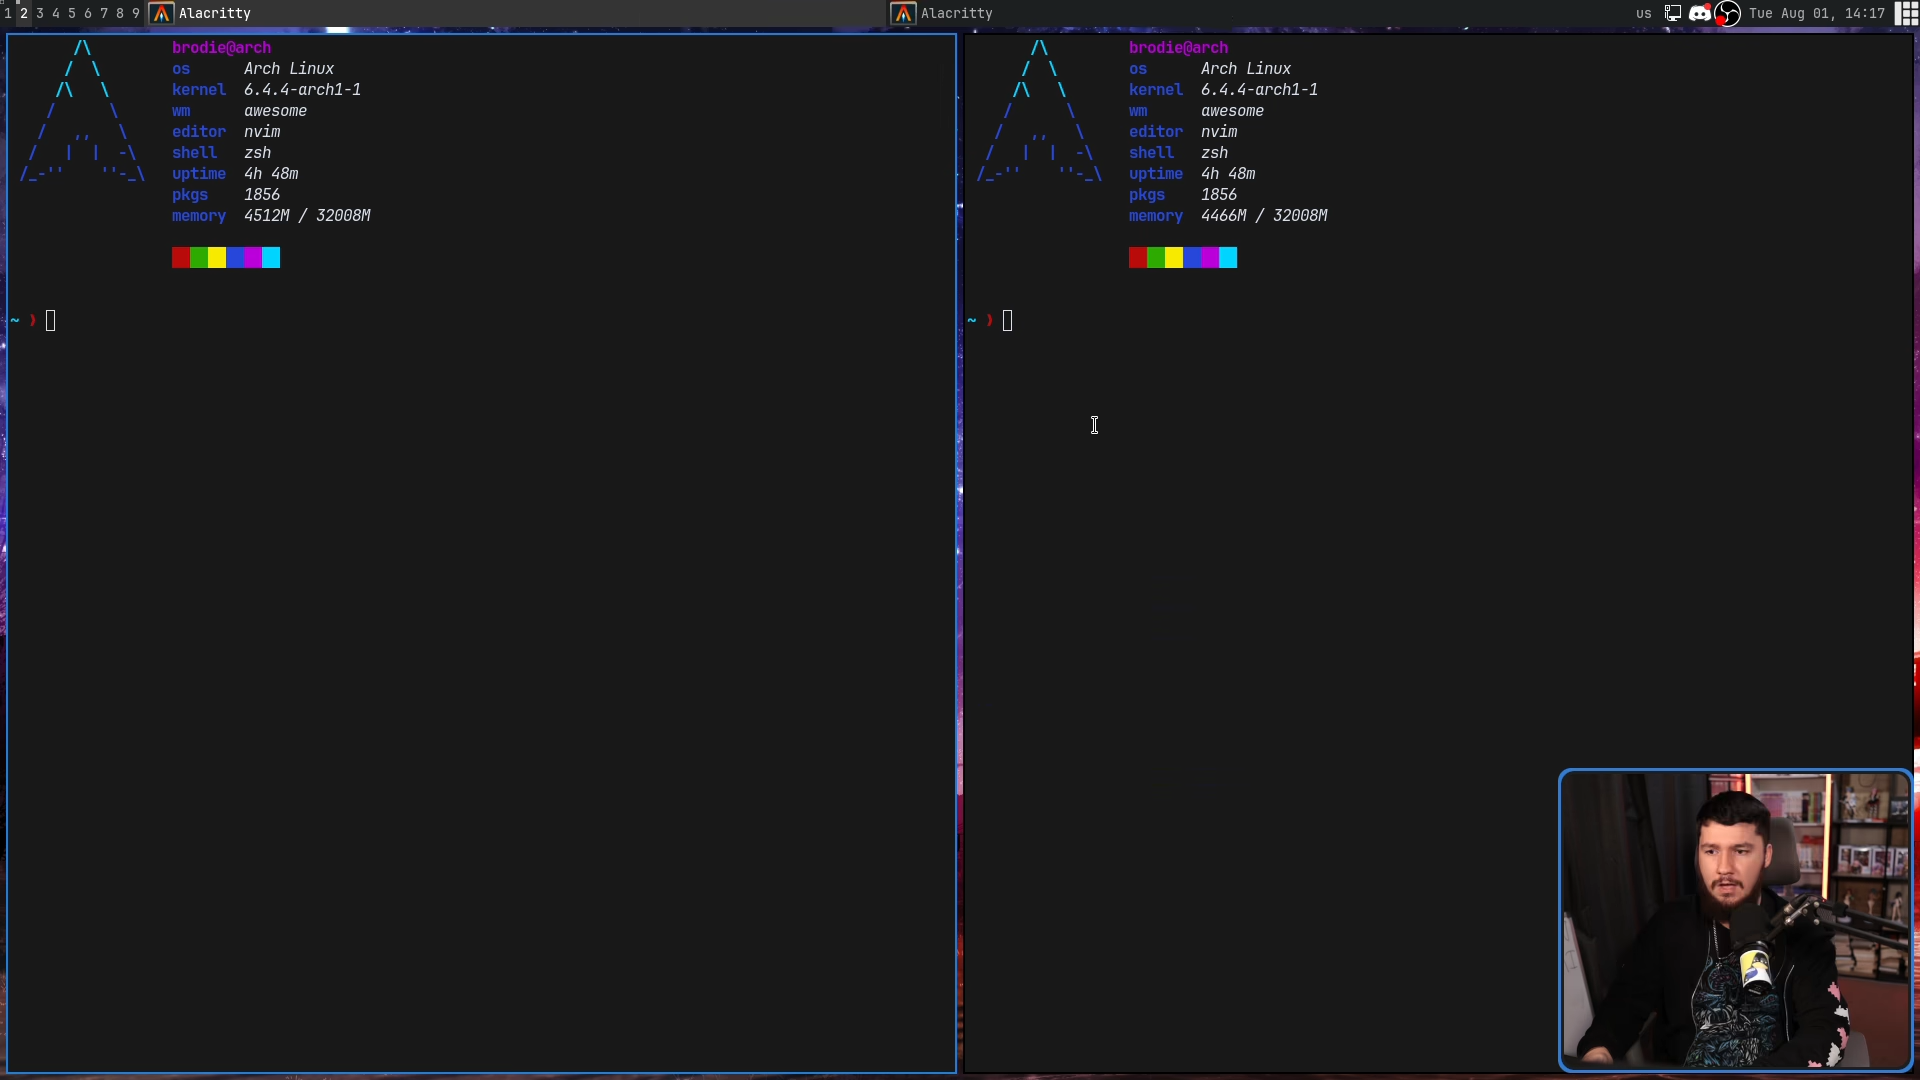 1 2 3 4 5 6 7 8 9 Alacritty Alacritty us Tue Aug 01, 14:17
brodie@arch
os Arch Linux
kernel 6.4.4-arch1-1
wm awesome
editor nvim
shell zsh
uptime 4h 48m
pkgs 1856
memory 4512M / 32008M
~ ❯
brodie@arch
os Arch Linux
kernel 6.4.4-arch1-1
wm awesome
editor nvim
shell zsh
uptime 4h 48m
pkgs 1856
memory 4466M / 32008M
~ ❯